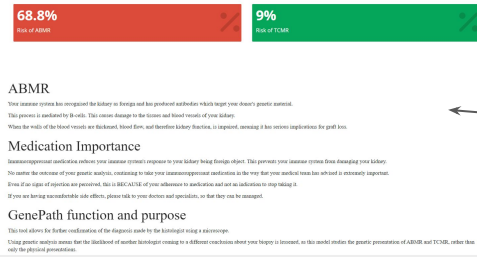 68.8%
Risk of ABMR
9%
Risk of TCMR
ABMR
Your immune system has recognised the kidney as foreign and has produced antibodies which target your donor's genetic material.
This process is mediated by B-cells. This causes damage to the tissues and blood vessels of your kidney.
When the walls of the blood vessels are thickened, blood flow, and therefore kidney function, is impaired, meaning it has serious implications for graft loss.
Medication Importance
Immunosuppressant medication reduces your immune system's response to your kidney being foreign object. This prevents your immune system from damaging your kidney.
No matter the outcome of your genetic analysis, continuing to take your immunosuppressant medication in the way that your medical team has advised is extremely important.
Even if no signs of rejection are perceived, this is BECAUSE of your adherence to medication and not an indication to stop taking it.
If you are having uncomfortable side effects, please talk to your doctors and specialists, so that they can be managed.
GenePath function and purpose
This tool allows for further confirmation of the diagnosis made by the histologist using a microscope.
Using genetic analysis means that the likelihood of another histologist coming to a different conclusion about your biopsy is lessened, as this model studies the genetic presentation of ABMR and TCMR, rather than
only the physical presentations.